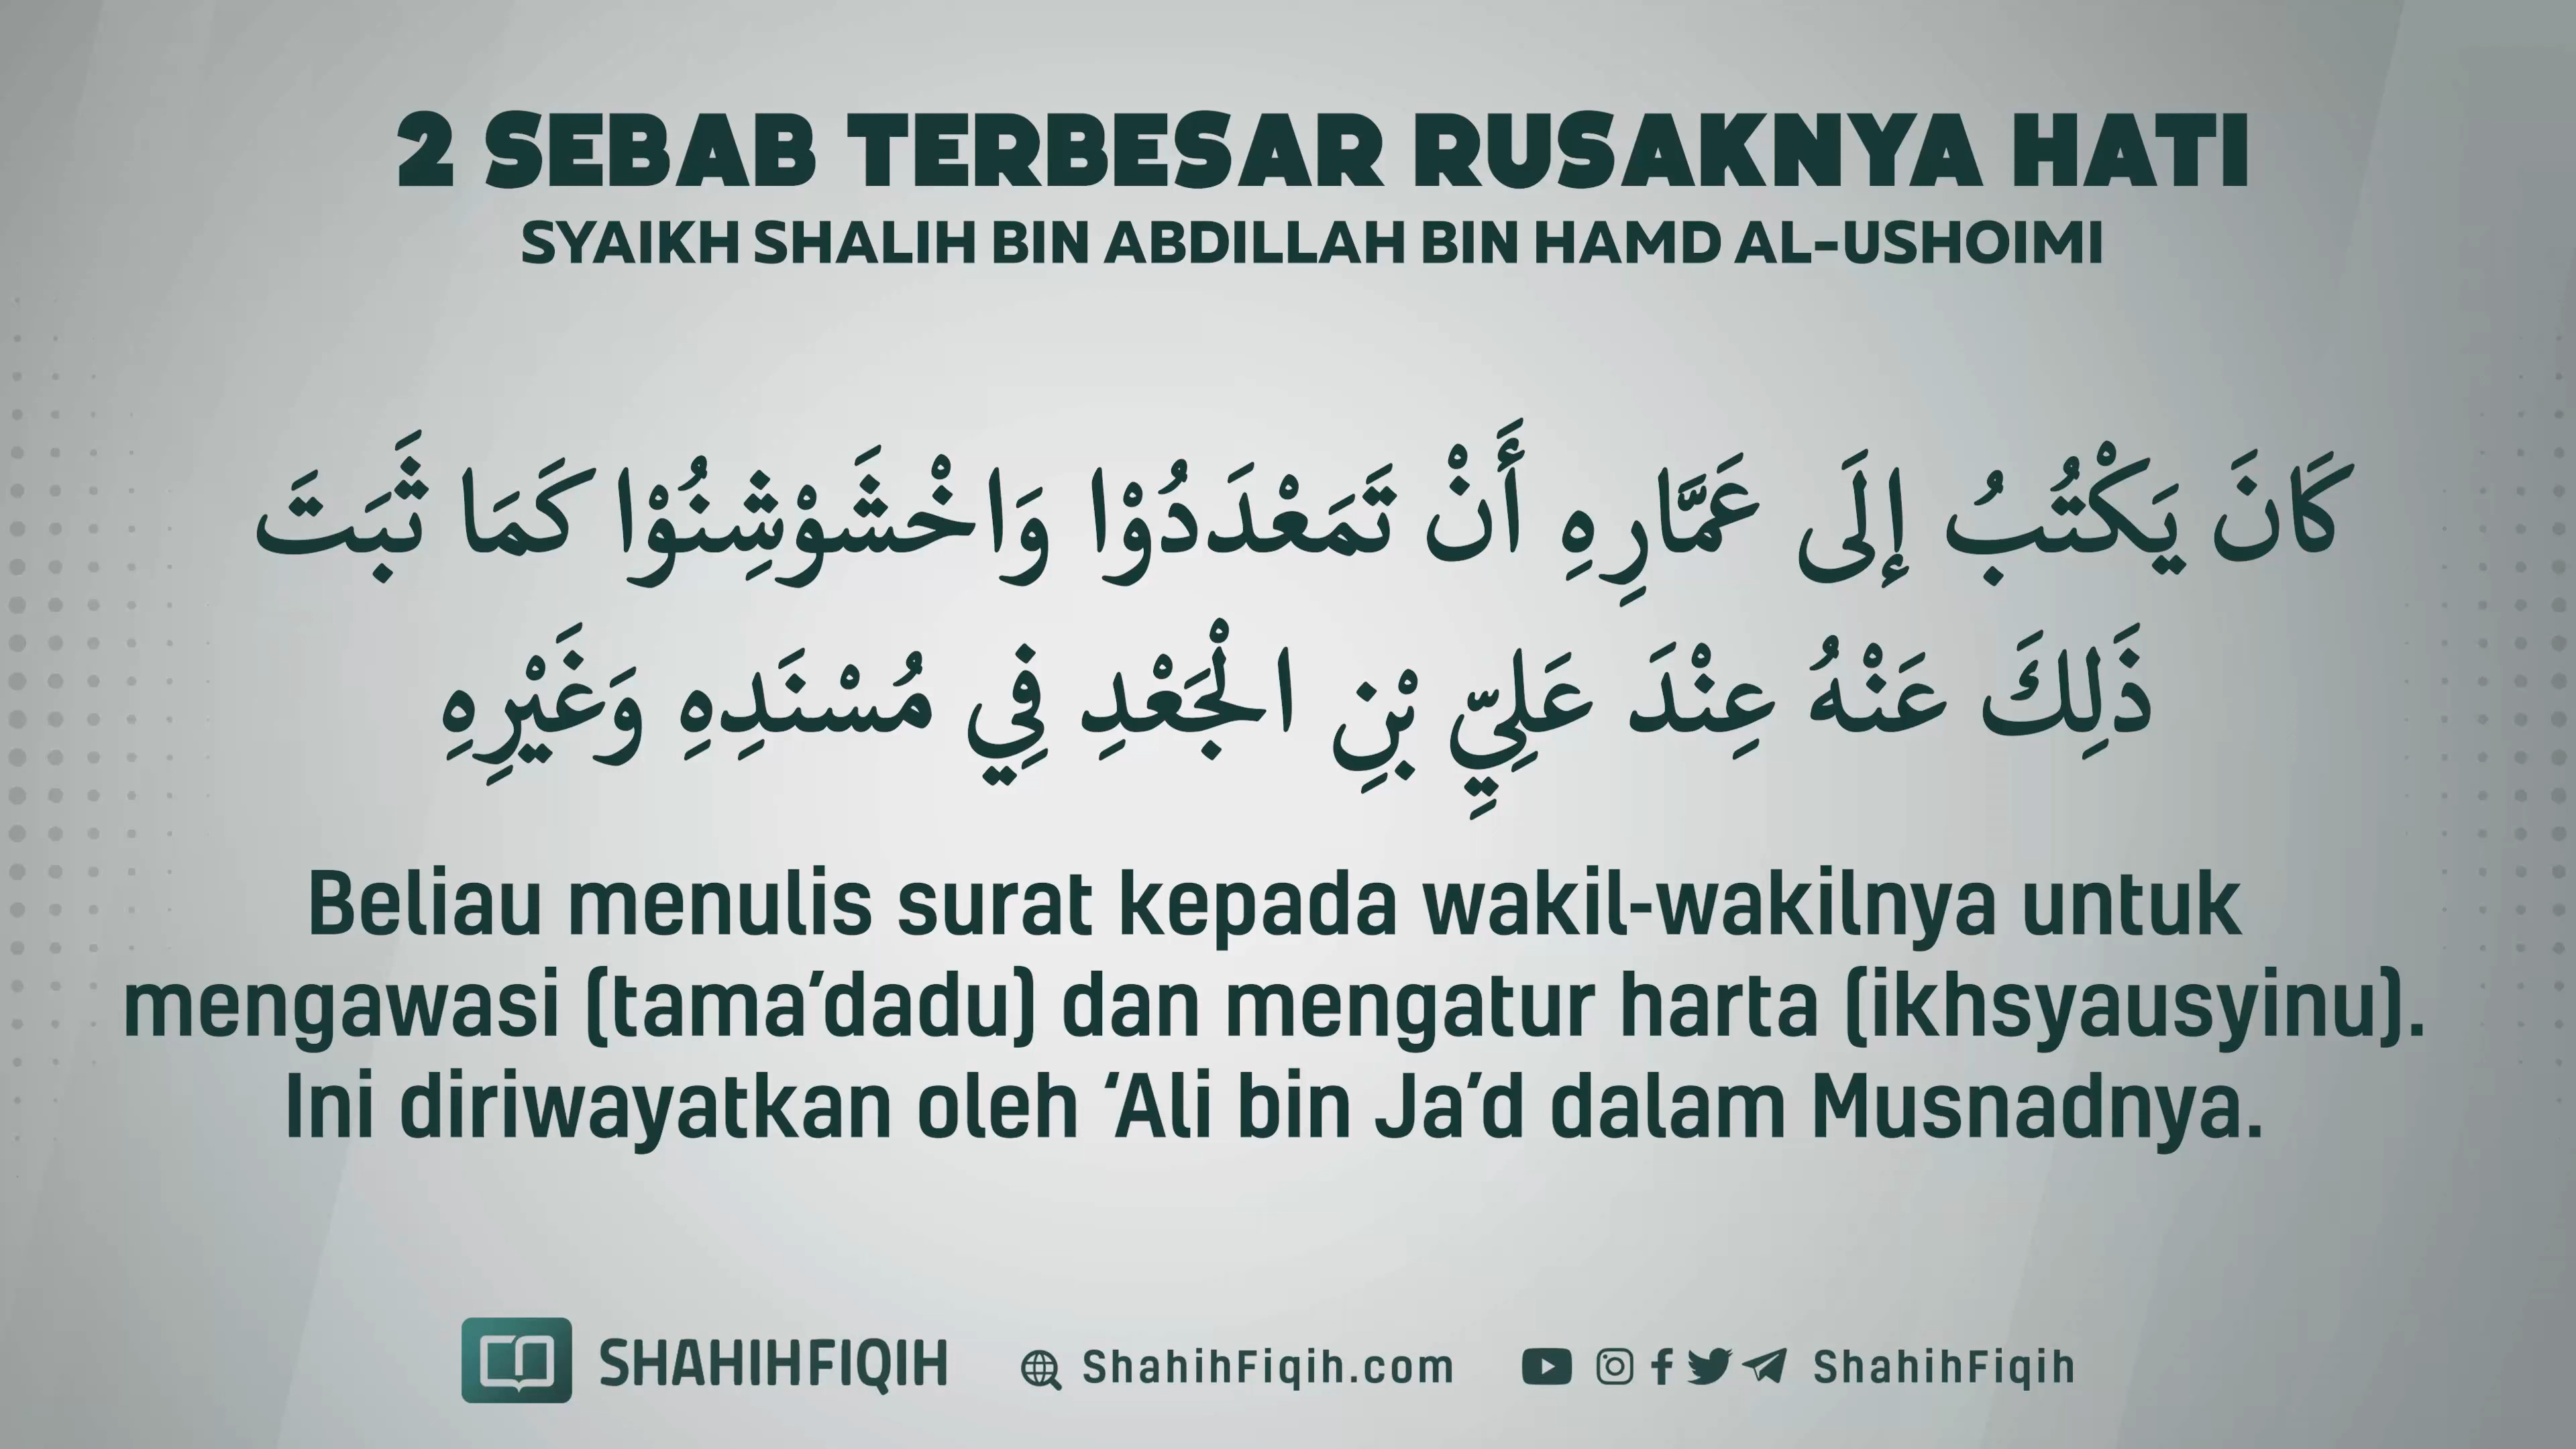 2 SEBAB TERBESAR RUSAKNYA HATI
SYAIKH SHALIH BIN ABDILLAH BIN HAMD AL-USHOIMI
كَانَ يَكْتُبُ إِلَى عَمَّارِهِ أَنْ تَمَعْدَدُوْا وَاخْشَوْشِنُوْا كَمَا ثَبَتَ
ذَلِكَ عَنْهُ عِنْدَ عَلِيِّ بْنِ الْجَعْدِ فِي مُسْنَدِهِ وَغَيْرِهِ
Beliau menulis surat kepada wakil-wakilnya untuk
mengawasi (tama’dadu) dan mengatur harta (ikhsyausyinu).
Ini diriwayatkan oleh ‘Ali bin Ja’d dalam Musnadnya.
SHAHIHFIQIH ShahihFiqih.com ShahihFiqih